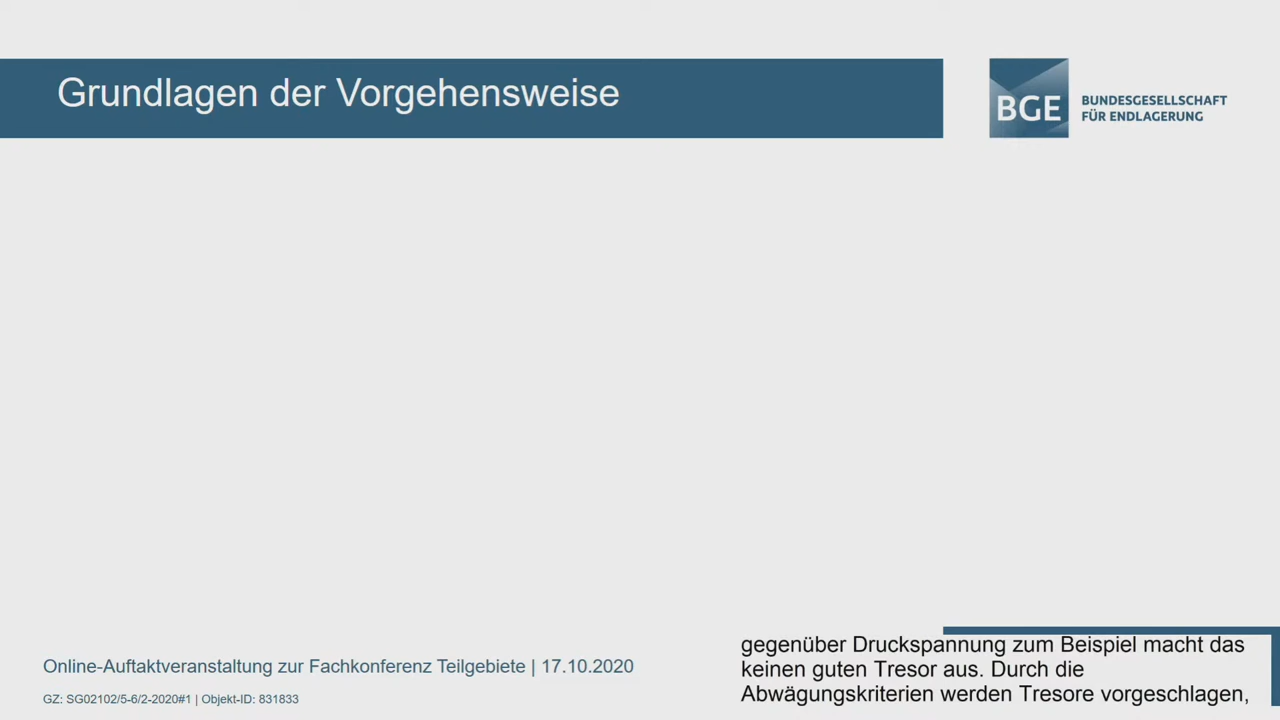 Grundlagen der Vorgehensweise
BGE
BUNDESGESELLSCHAFT
FÜR ENDLAGERUNG
gegenüber Druckspannung zum Beispiel macht das
keinen guten Tresor aus. Durch die
Abwägungskriterien werden Tresore vorgeschlagen,
Online-Auftaktveranstaltung zur Fachkonferenz Teilgebiete | 17.10.2020
GZ: SG02102/5-6/2-2020#1 | Objekt-ID: 831833